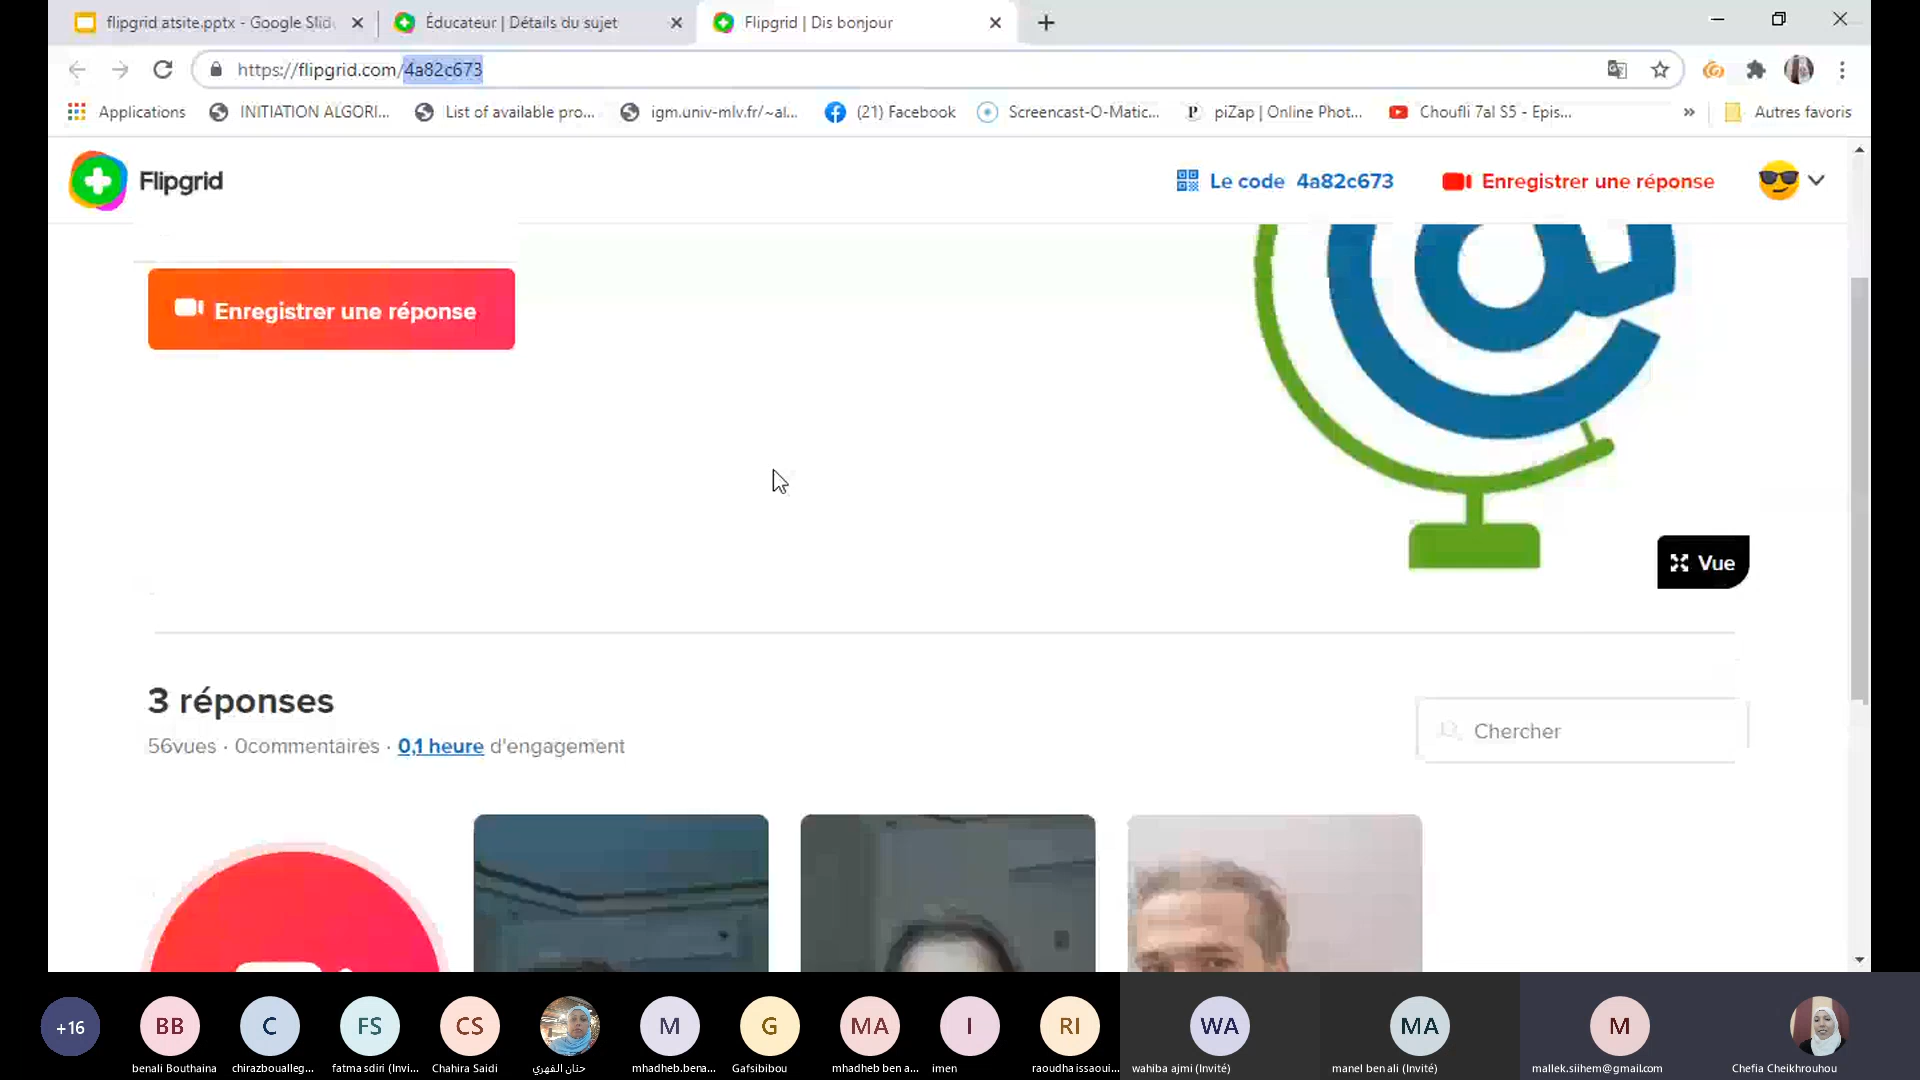 flipgrid atsite.pptx - Google Slid
Éducateur | Détails du sujet
Flipgrid | Dis bonjour
https://flipgrid.com/4a82c673
Applications
INITIATION ALGORI...
List of available pro...
igm.univ-mlv.fr/~al...
(21) Facebook
Screencast-O-Matic...
piZap | Online Phot...
Choufli 7al S5 - Epis...
»
Autres favoris
Flipgrid
Le code 4a82c673
Enregistrer une réponse
Enregistrer une réponse
Vue
3 réponses
56vues · 0commentaires · 0,1 heure d'engagement
Chercher
+16
BB
C
FS
CS
M
G
MA
I
RI
WA
MA
M
benali Bouthaina
chirazboualleg...
fatma sdiri (Invi...
Chahira Saidi
حنان الفهري
mhadheb.bena...
Gafsibibou
mhadheb ben a...
imen
raoudha issaoui...
wahiba ajmi (Invité)
manel ben ali (Invité)
mallek.siihem@gmail.com
Chefia Cheikhrouhou